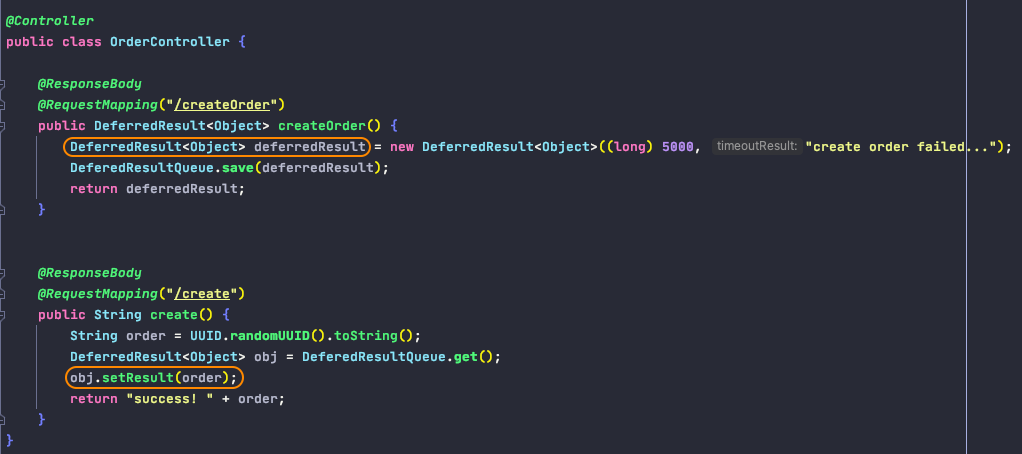 @Controller
public class OrderController {
@ResponseBody
@RequestMapping("/createOrder")
public DeferredResult<Object> createOrder() {
DeferredResult<Object> deferredResult = new DeferredResult<Object>((long) 5000, timeoutResult: "create order failed...");
DeferredResultQueue.save(deferredResult);
return deferredResult;
}
@ResponseBody
@RequestMapping("/create")
public String create() {
String order = UUID.randomUUID().toString();
DeferredResult<Object> obj = DeferedResultQueue.get();
obj.setResult(order);
return "success! " + order;
}
}